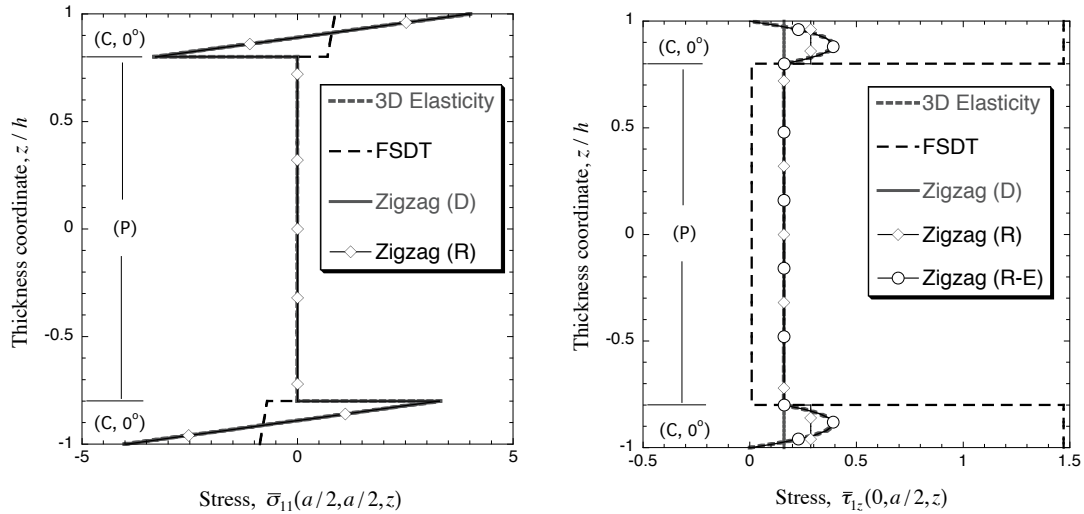 1
0.5
0
-0.5
-1
Thickness coordinate, z / h
(C, 0°)
(P)
(C, 0°)
3D Elasticity
FSDT
Zigzag (D)
Zigzag (R)
-5
0
5
Stress, σ̅₁₁(a/2,a/2,z)
1
0.5
0
-0.5
-1
Thickness coordinate, z / h
(C, 0°)
(P)
(C, 0°)
3D Elasticity
FSDT
Zigzag (D)
Zigzag (R)
Zigzag (R-E)
-0.5
0
0.5
1
1.5
Stress, τ̅₁z(0,a/2,z)